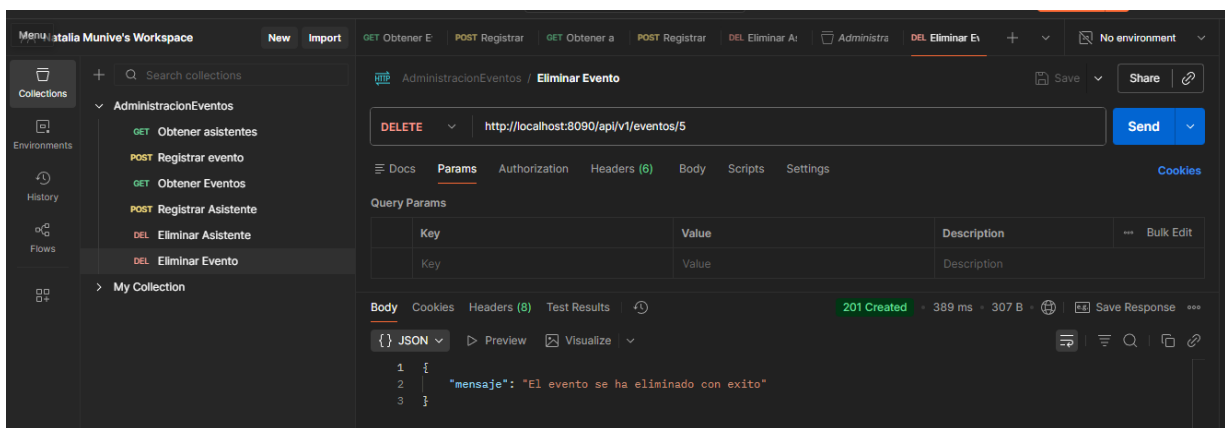 Menu atalia Munive's Workspace New Import
GET Obtener E POST Registrar GET Obtener a POST Registrar DEL Eliminar A Administra DEL Eliminar Ev No environment
Collections
Environments
History
Flows
Search collections
AdministracionEventos
GET Obtener asistentes
POST Registrar evento
GET Obtener Eventos
POST Registrar Asistente
DEL Eliminar Asistente
DEL Eliminar Evento
My Collection
HTTP AdministracionEventos / Eliminar Evento Save Share
DELETE http://localhost:8090/api/v1/eventos/5 Send
Docs Params Authorization Headers (6) Body Scripts Settings Cookies
Query Params
Key Value Description ... Bulk Edit
Key Value Description
Body Cookies Headers (8) Test Results 201 Created • 389 ms • 307 B e.g. Save Response
{} JSON Preview Visualize
1 {
2 "mensaje": "El evento se ha eliminado con exito"
3 }